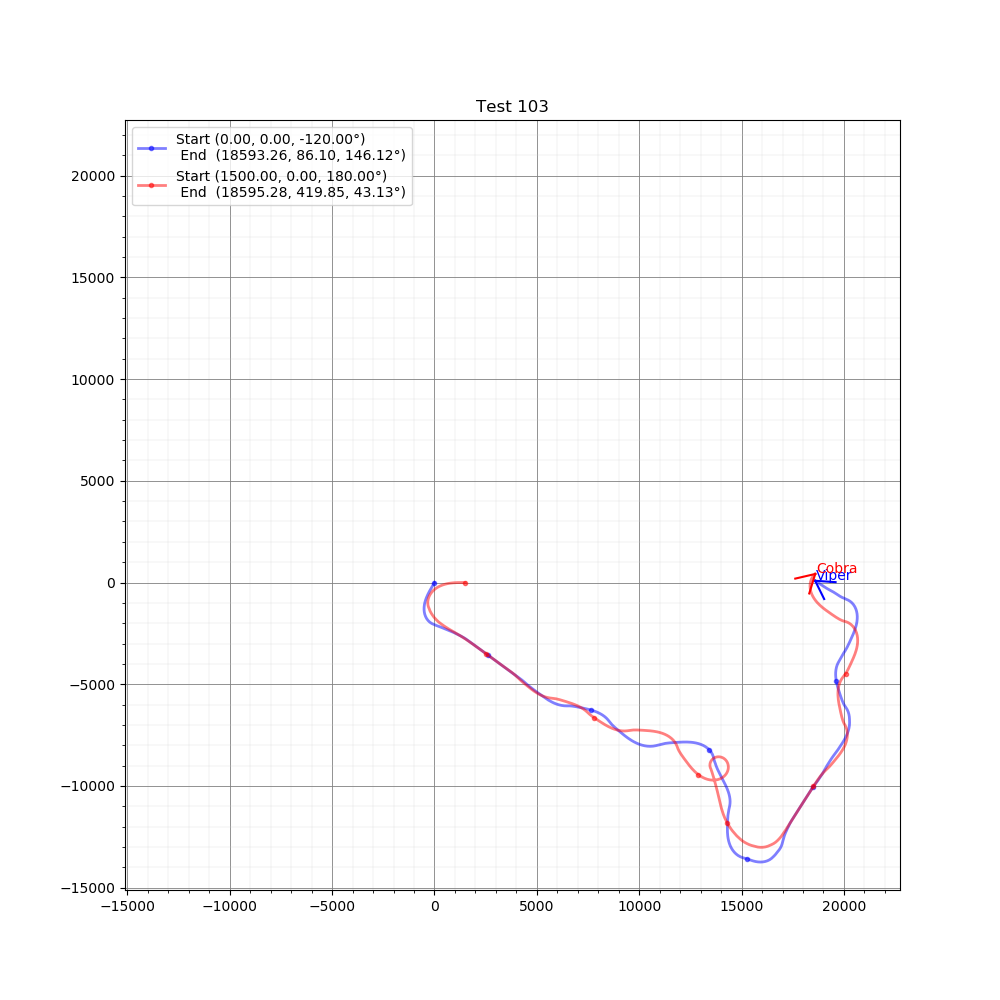 Test 103
Start (0.00, 0.00, -120.00°)
End (18593.26, 86.10, 146.12°)
Start (1500.00, 0.00, 180.00°)
End (18595.28, 419.85, 43.13°)
20000
15000
10000
5000
0
−5000
−10000
−15000
Cobra
Viper
−15000 −10000 −5000 0 5000 10000 15000 20000